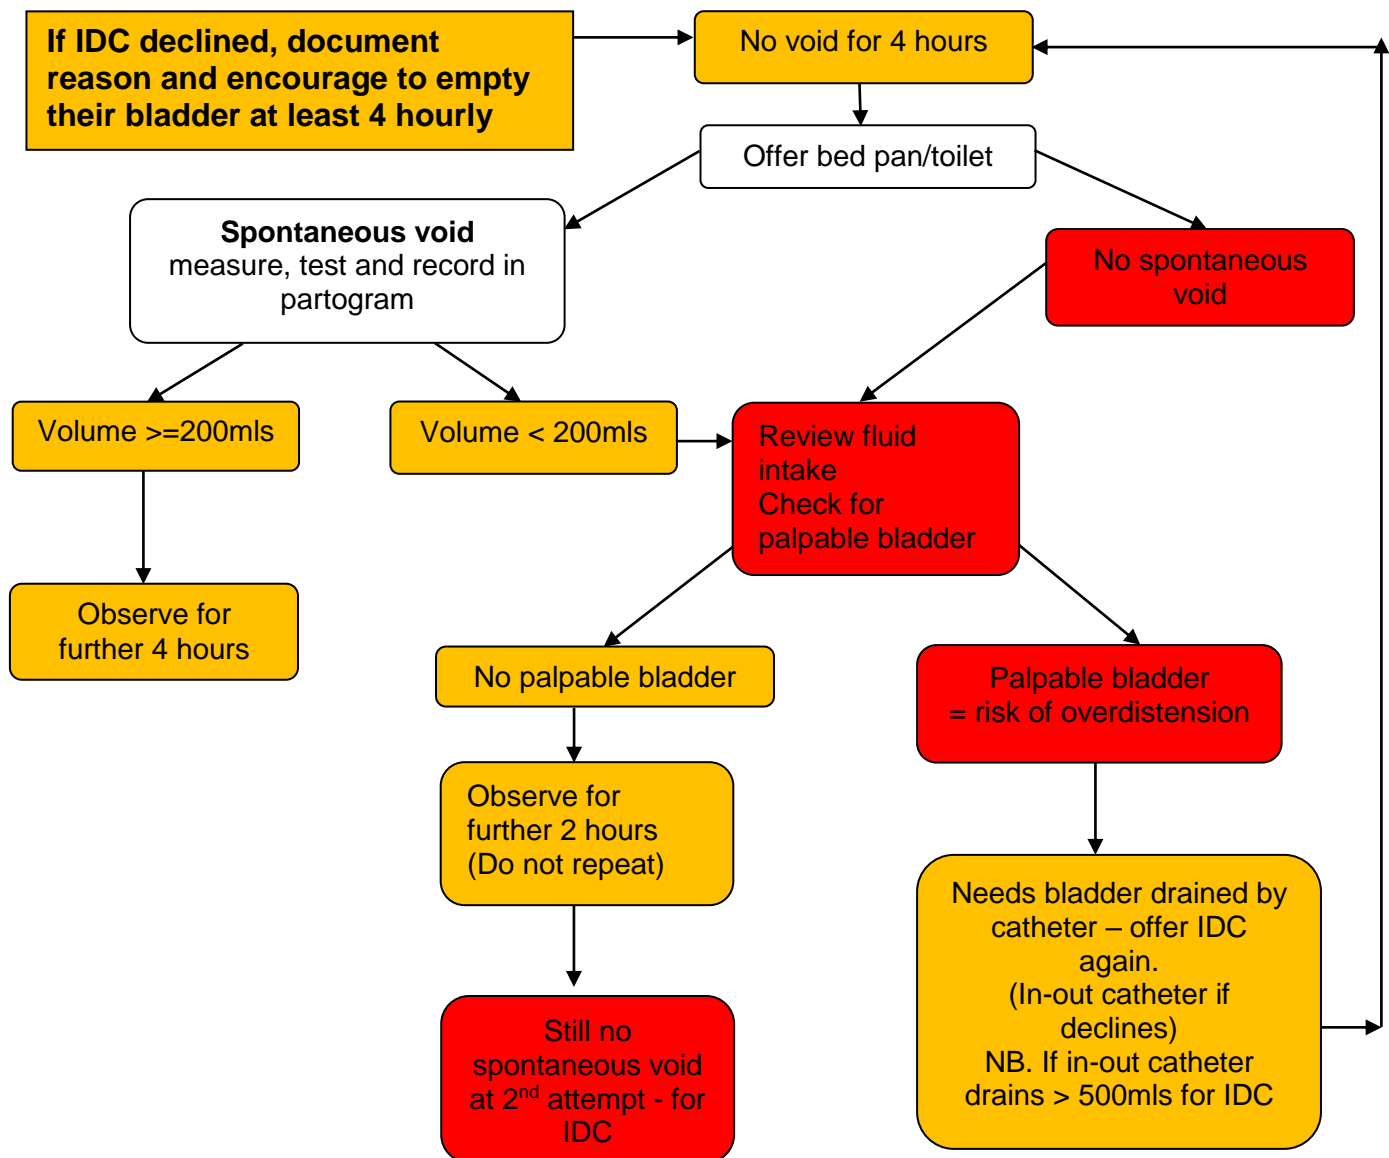 If IDC declined, document
reason and encourage to empty
their bladder at least 4 hourly
No void for 4 hours
Offer bed pan/toilet
Spontaneous void
measure, test and record in
partogram
No spontaneous
void
Volume >=200mls
Volume < 200mls
Review fluid
intake
Check for
palpable bladder
Observe for
further 4 hours
No palpable bladder
Palpable bladder
= risk of overdistension
Observe for
further 2 hours
(Do not repeat)
Needs bladder drained by
catheter – offer IDC
again.
(In-out catheter if
declines)
NB. If in-out catheter
drains > 500mls for IDC
Still no
spontaneous void
at 2nd attempt - for
IDC